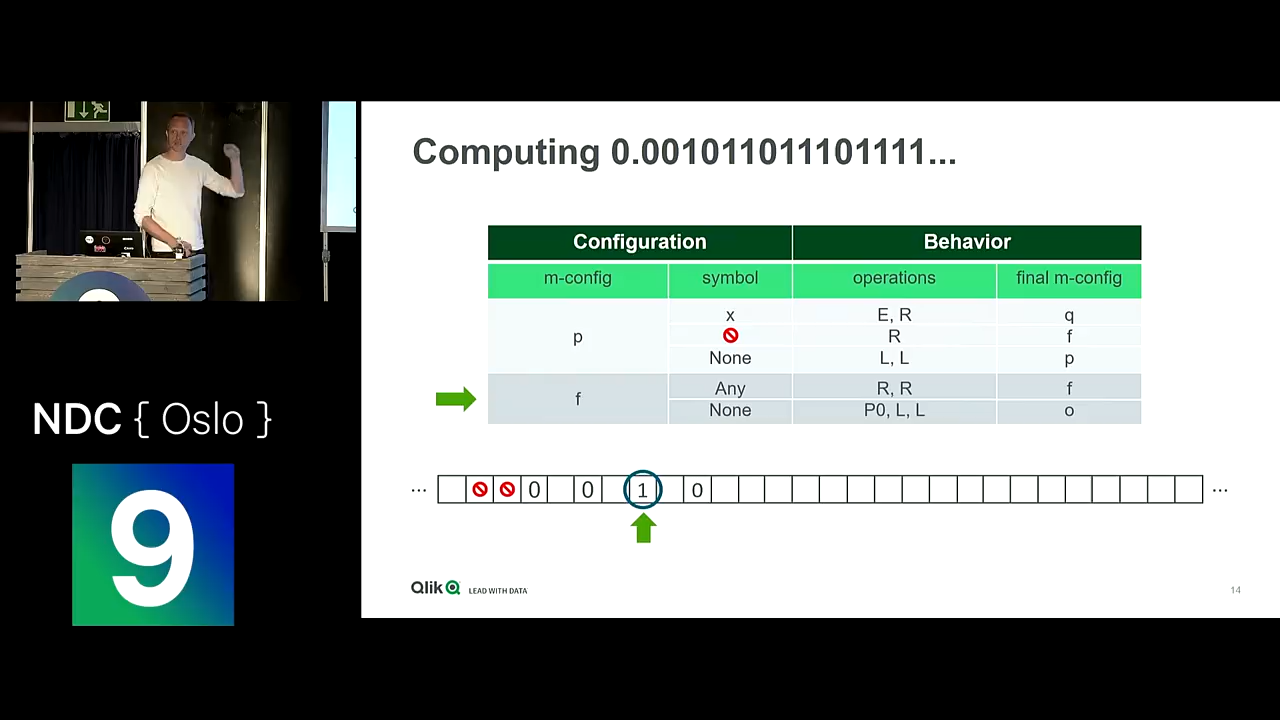 Computing 0.001011011101111...
Configuration Behavior
m-config symbol operations final m-config
x E, R q
p R f
None L, L p
Any R, R f
f
None P0, L, L o
... 0 0 1 0 ...
NDC { Oslo }
9
Qlik LEAD WITH DATA 14